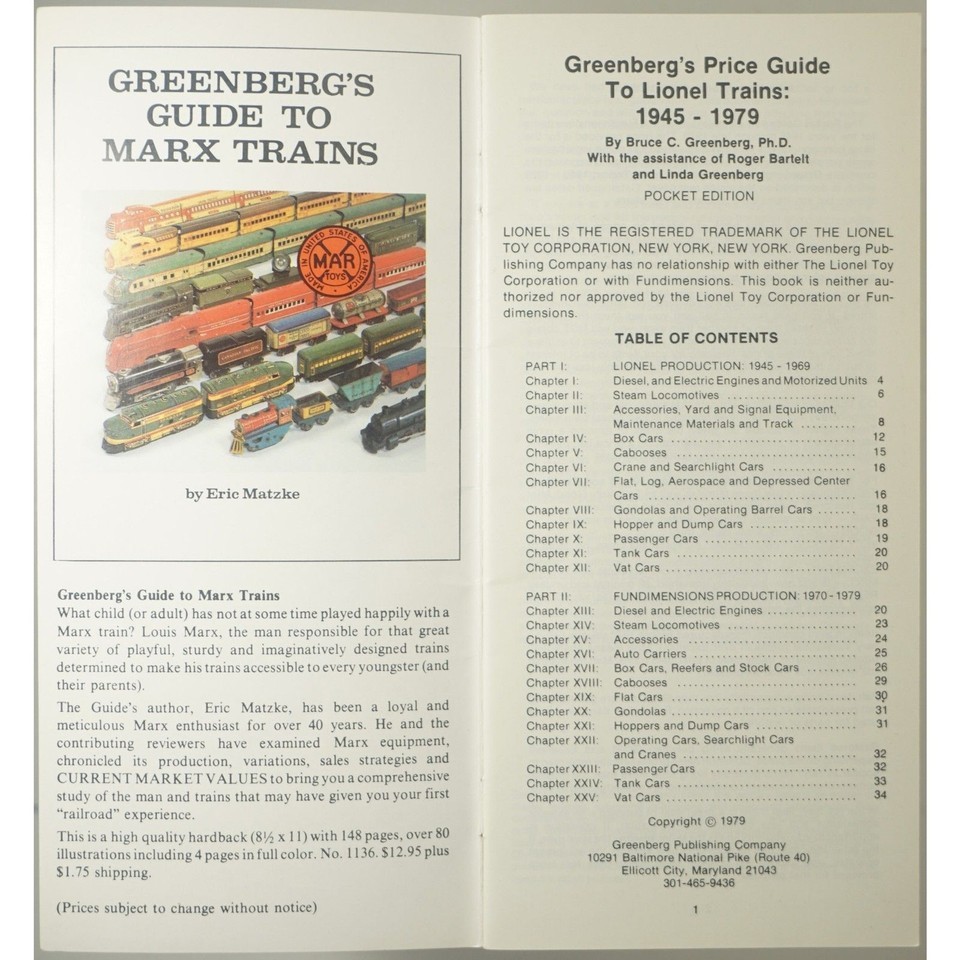 GREENBERG'S
GUIDE TO
MARX TRAINS
MADE IN UNITED STATES OF AMERICA
MAR
TOYS
by Eric Matzke
Greenberg's Guide to Marx Trains
What child (or adult) has not at some time played happily with a
Marx train? Louis Marx, the man responsible for that great
variety of playful, sturdy and imaginatively designed trains
determined to make his trains accessible to every youngster (and
their parents).
The Guide's author, Eric Matzke, has been a loyal and
meticulous Marx enthusiast for over 40 years. He and the
contributing reviewers have examined Marx equipment,
chronicled its production, variations, sales strategies and
CURRENT MARKET VALUES to bring you a comprehensive
study of the man and trains that may have given you your first
"railroad" experience.
This is a high quality hardback (8½ x 11) with 148 pages, over 80
illustrations including 4 pages in full color. No. 1136. $12.95 plus
$1.75 shipping.
(Prices subject to change without notice)
Greenberg's Price Guide
To Lionel Trains:
1945 - 1979
By Bruce C. Greenberg, Ph.D.
With the assistance of Roger Bartelt
and Linda Greenberg
POCKET EDITION
LIONEL IS THE REGISTERED TRADEMARK OF THE LIONEL
TOY CORPORATION, NEW YORK, NEW YORK. Greenberg Pub-
lishing Company has no relationship with either The Lionel Toy
Corporation or with Fundimensions. This book is neither au-
thorized nor approved by the Lionel Toy Corporation or Fun-
dimensions.
TABLE OF CONTENTS
PART I: LIONEL PRODUCTION: 1945 - 1969
Chapter I: Diesel, and Electric Engines and Motorized Units 4
Chapter II: Steam Locomotives ........................ 6
Chapter III: Accessories, Yard and Signal Equipment,
Maintenance Materials and Track .......... 8
Chapter IV: Box Cars .................................. 12
Chapter V: Cabooses .................................. 15
Chapter VI: Crane and Searchlight Cars ................ 16
Chapter VII: Flat, Log, Aerospace and Depressed Center
Cars ...................................... 16
Chapter VIII: Gondolas and Operating Barrel Cars ....... 18
Chapter IX: Hopper and Dump Cars .................... 18
Chapter X: Passenger Cars ............................ 19
Chapter XI: Tank Cars ................................. 20
Chapter XII: Vat Cars ................................... 20
PART II: FUNDIMENSIONS PRODUCTION: 1970 - 1979
Chapter XIII: Diesel and Electric Engines ................ 20
Chapter XIV: Steam Locomotives ........................ 23
Chapter XV: Accessories ................................ 24
Chapter XVI: Auto Carriers .............................. 25
Chapter XVII: Box Cars, Reefers and Stock Cars ......... 26
Chapter XVIII: Cabooses .................................. 29
Chapter XIX: Flat Cars ................................... 30
Chapter XX: Gondolas .................................. 31
Chapter XXI: Hoppers and Dump Cars ................... 31
Chapter XXII: Operating Cars, Searchlight Cars
and Cranes ................................ 32
Chapter XXIII: Passenger Cars ........................... 32
Chapter XXIV: Tank Cars .................................. 33
Chapter XXV: Vat Cars ................................... 34
Copyright © 1979
Greenberg Publishing Company
10291 Baltimore National Pike (Route 40)
Ellicott City, Maryland 21043
301-465-9436
1